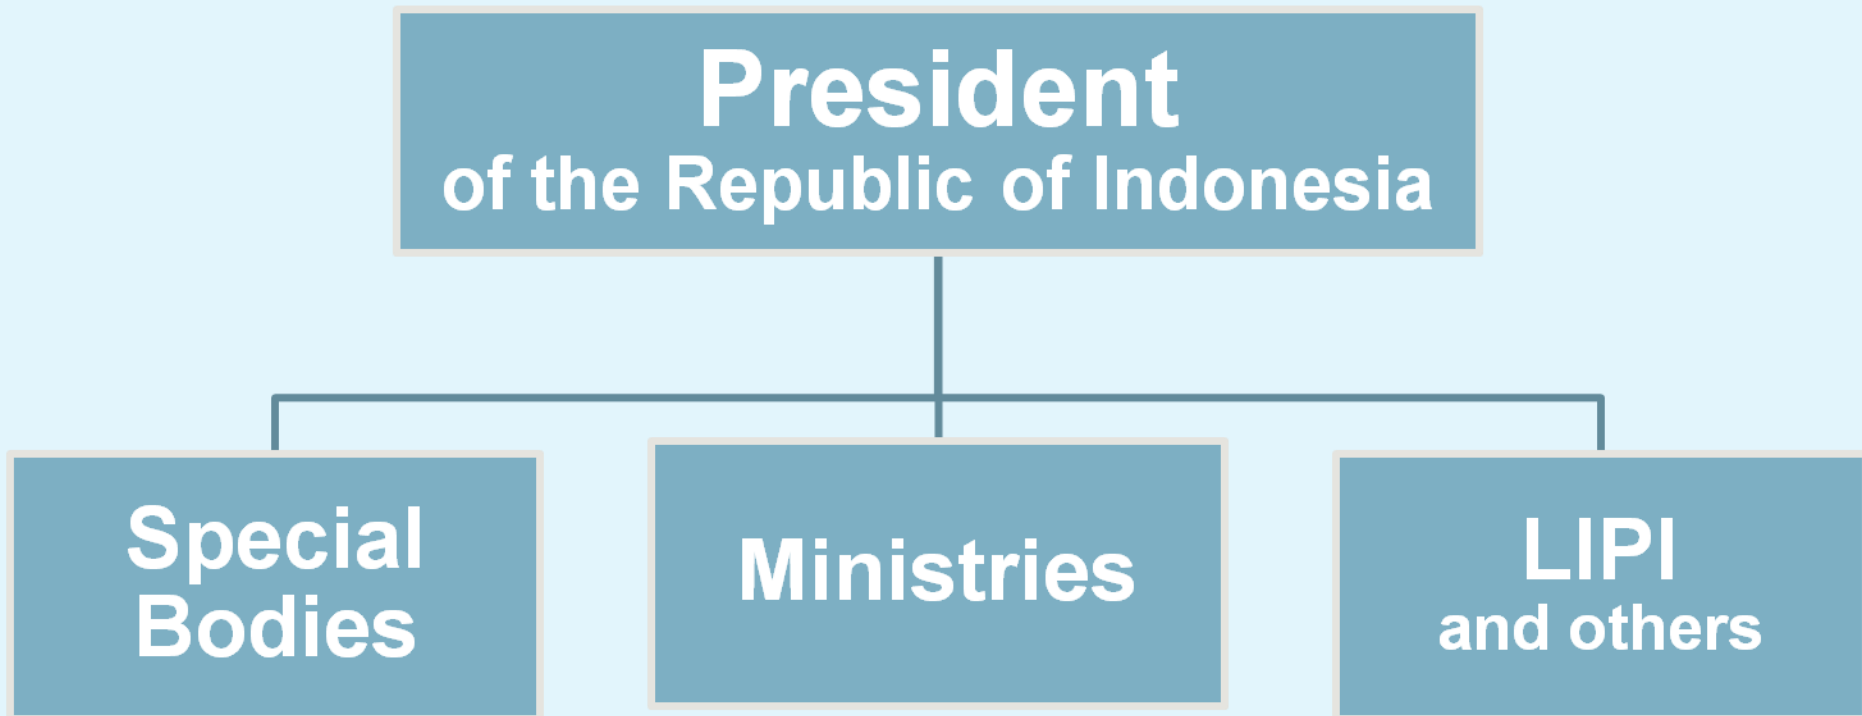 President
of the Republic of Indonesia
Special
Bodies
Ministries
LIPI
and others